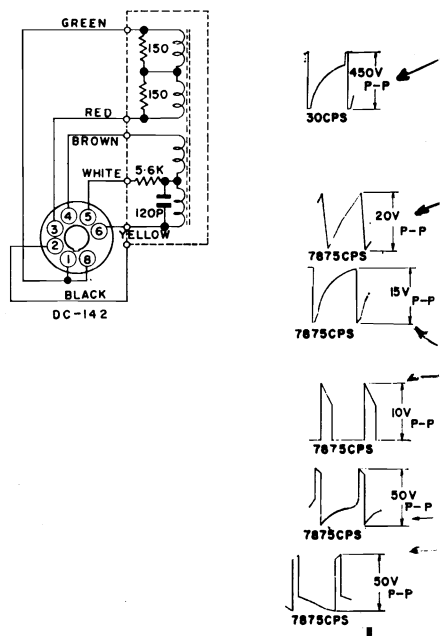 GREEN
150
150
RED
BROWN
WHITE
5.6K
120P
4
5
3
6
2
1
8
YELLOW
BLACK
DC-142
450V
P-P
30CPS
20V
P-P
7875CPS
15V
P-P
7875CPS
10V
P-P
7875CPS
50V
P-P
7875CPS
50V
P-P
7875CPS